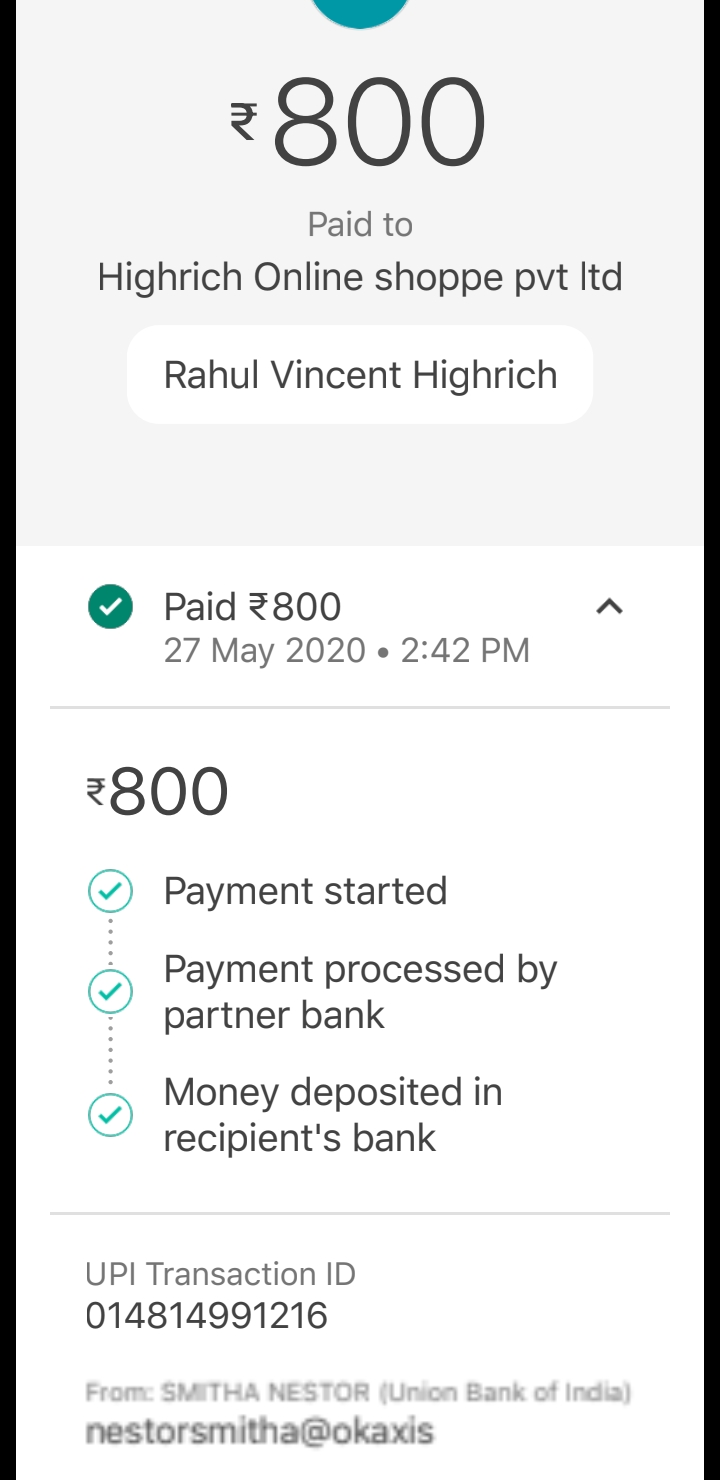 ₹800
Paid to
Highrich Online shoppe pvt ltd
Rahul Vincent Highrich
Paid ₹800
27 May 2020 • 2:42 PM
₹800
Payment started
Payment processed by
partner bank
Money deposited in
recipient's bank
UPI Transaction ID
014814991216
From: SMITHA NESTOR (Union Bank of India)
nestorsmitha@okaxis